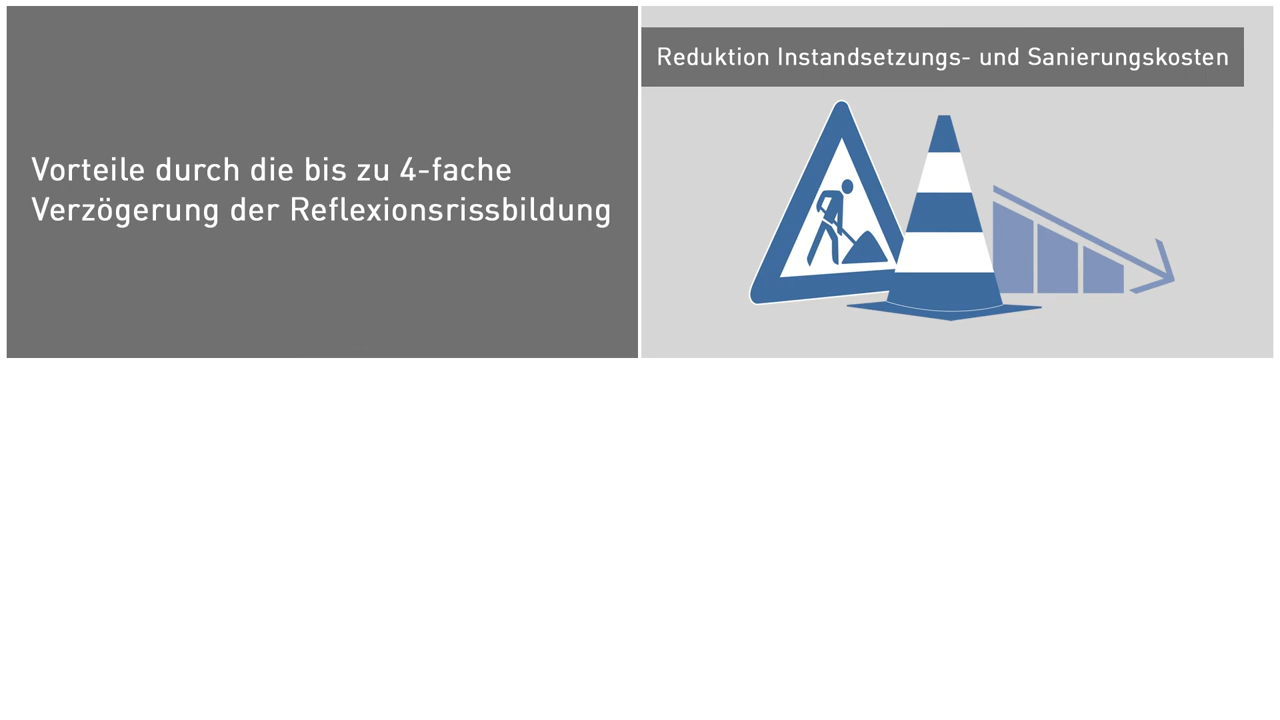 Vorteile durch die bis zu 4-fache
Verzögerung der Reflexionsrissbildung
Reduktion Instandsetzungs- und Sanierungskosten